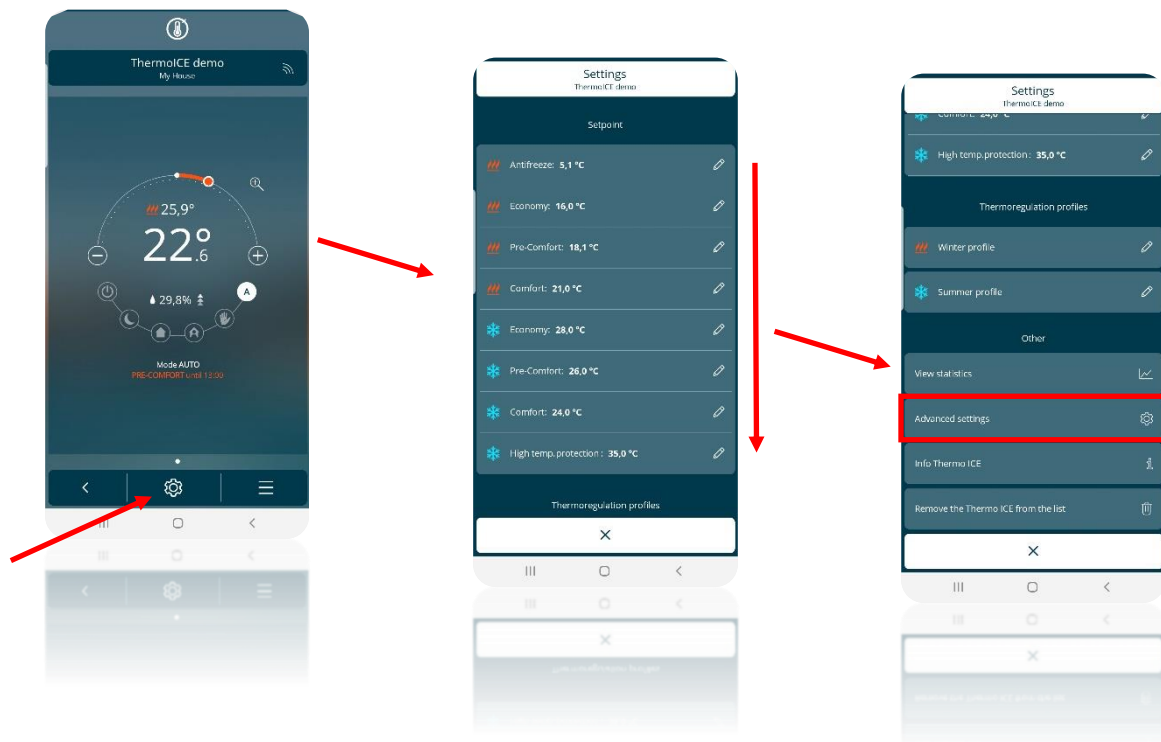 ThermoICE demo
My House
25,9°
22°.6
29,8%
A
Mode AUTO
PRE-COMFORT until 13:00
Settings
ThermoICE demo
Setpoint
Antifreeze: 5,1 °C
Economy: 16,0 °C
Pre-Comfort: 18,1 °C
Comfort: 21,0 °C
Economy: 28,0 °C
Pre-Comfort: 26,0 °C
Comfort: 24,0 °C
High temp.protection : 35,0 °C
Thermoregulation profiles
Settings
ThermoICE demo
Comfort: 24,0 °C
High temp.protection : 35,0 °C
Thermoregulation profiles
Winter profile
Summer profile
Other
View statistics
Advanced settings
Info Thermo ICE
Remove the Thermo ICE from the list